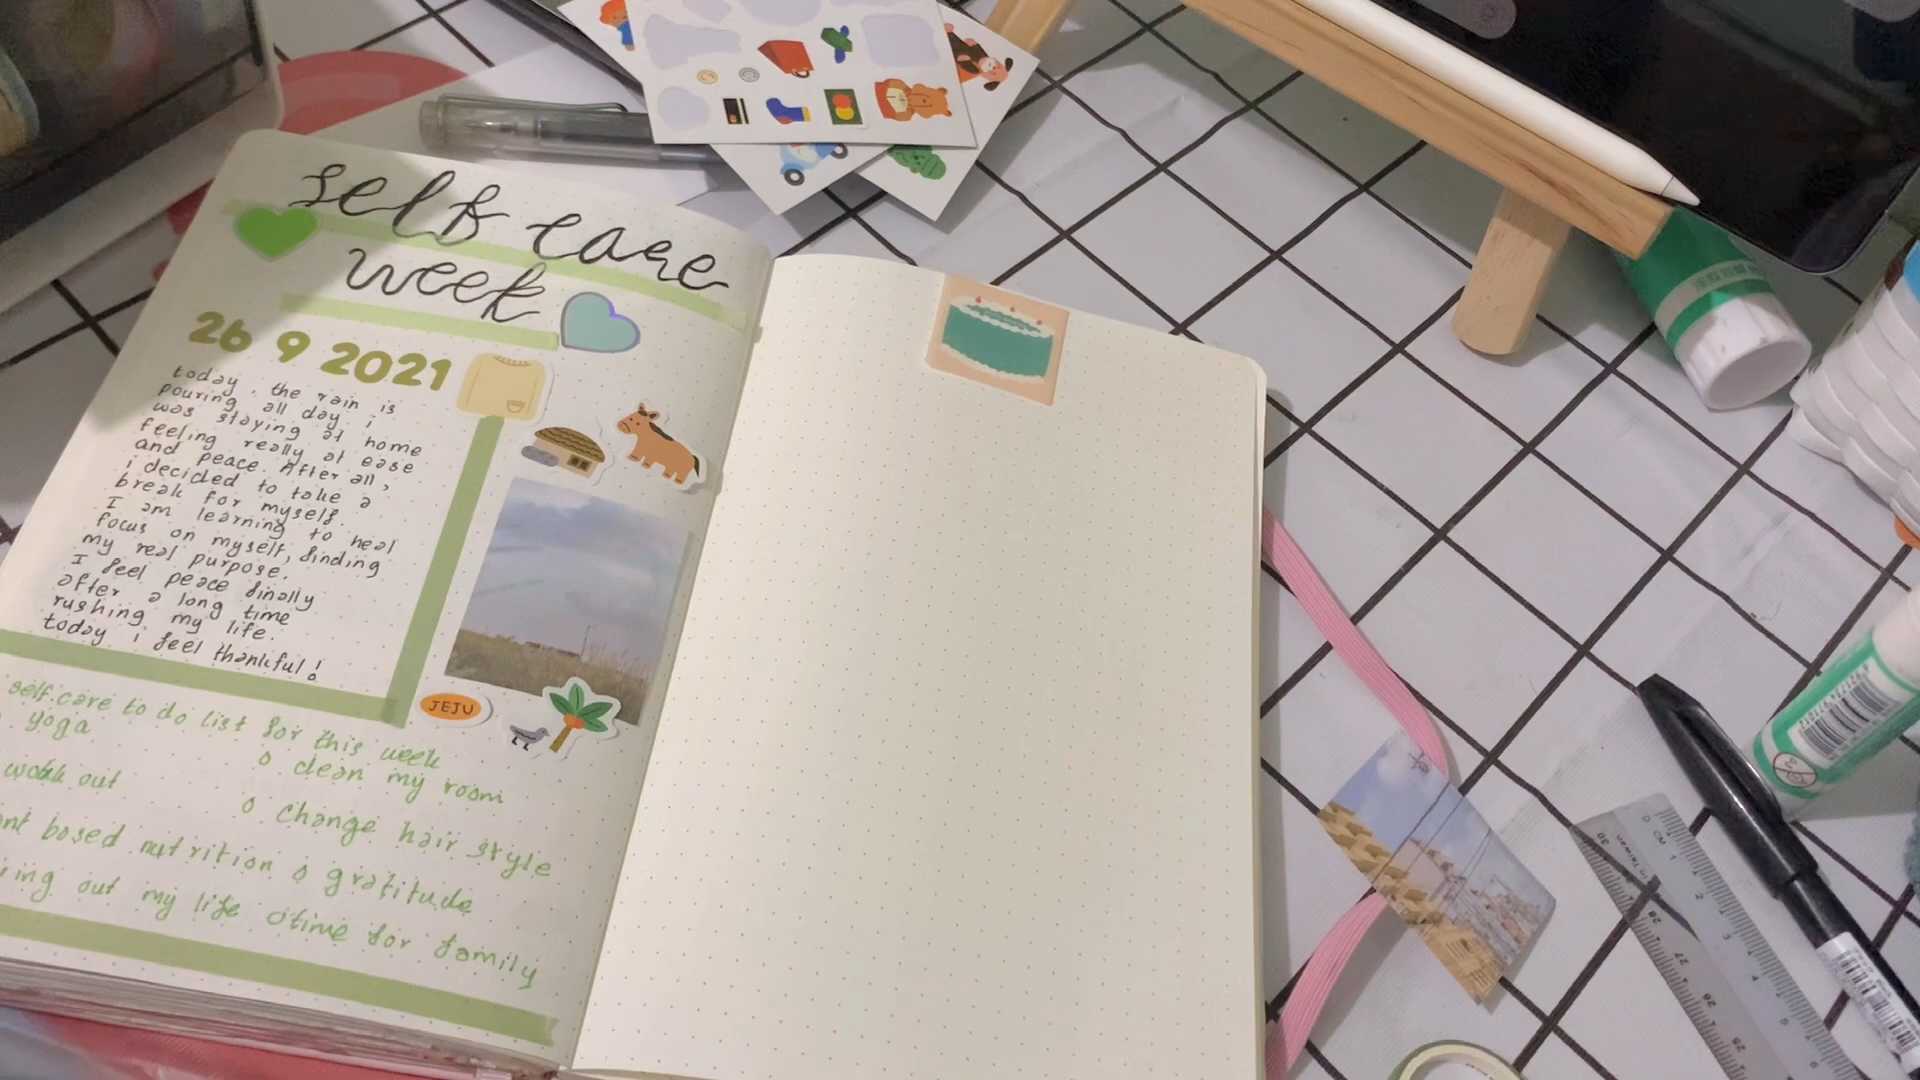 self care
week
26 9 2021
today. the rain is
pouring all day i
was staying at home
feeling really at ease
and peace. After all,
i decided to take a
break for myself.
I am learning to heal
focus on myself, finding
my real purpose.
I feel peace finally
after a long time
rushing my life.
today i feel thankful!
JEJU
self.care to do list for this week
yoga
o clean my room
work out
o change hair style
based nutrition o gratitude
out my life o time for family